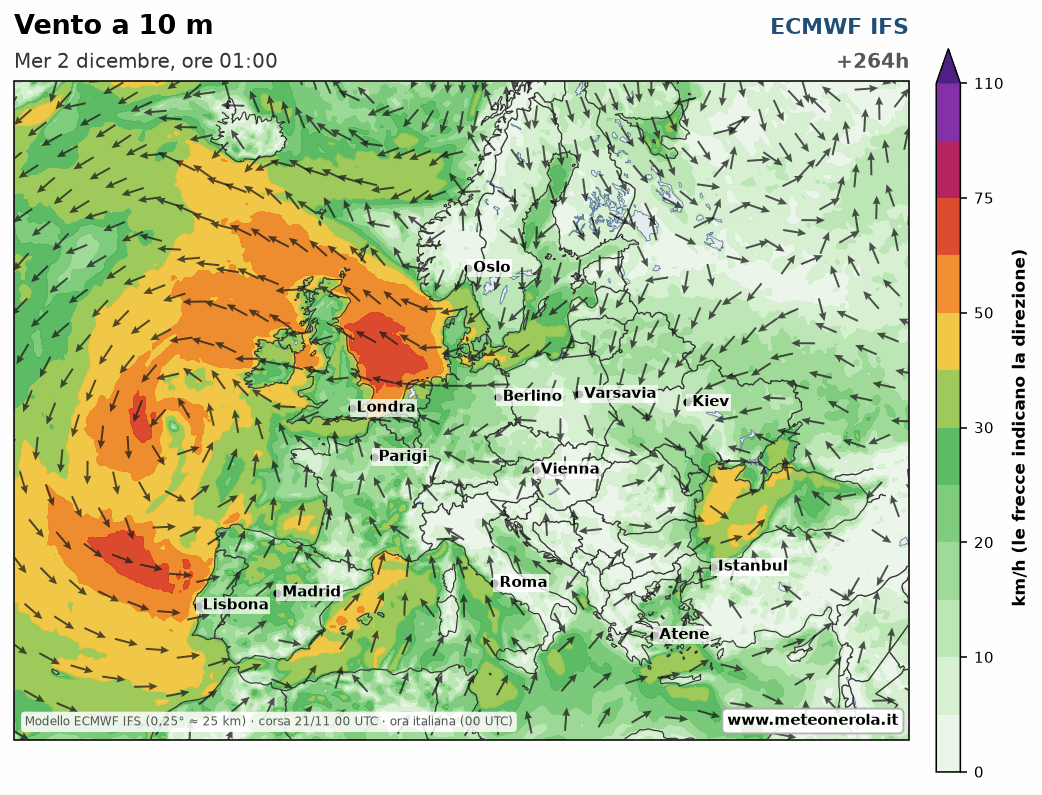 Vento a 10 m
ECMWF IFS
Mer 2 dicembre, ore 01:00
+264h
110
75
50
30
20
10
0
km/h (le frecce indicano la direzione)
Oslo
Berlino
Varsavia
Kiev
Londra
Parigi
Vienna
Istanbul
Roma
Madrid
Lisbona
Atene
Modello ECMWF IFS (0,25° ≈ 25 km) · corsa 21/11 00 UTC · ora italiana (00 UTC)
www.meteonerola.it